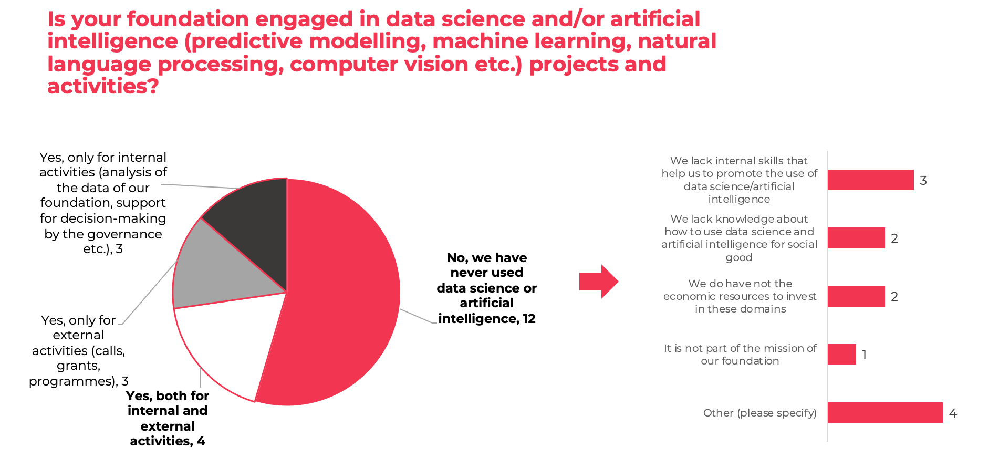 Is your foundation engaged in data science and/or artificial
intelligence (predictive modelling, machine learning, natural
language processing, computer vision etc.) projects and
activities?
Yes, only for internal
activities (analysis of
the data of our
foundation, support
for decision-making
by the governance
etc.), 3
Yes, only for
external
activities (calls,
grants,
programmes), 3
Yes, both for
internal and
external
activities, 4
No, we have
never used
data science or
artificial
intelligence, 12
We lack internal skills that
help us to promote the use of
data science/artificial
intelligence
3
We lack knowledge about
how to use data science and
artificial intelligence for social
good
2
We do have not the
economic resources to invest
in these domains
2
It is not part of the mission of
our foundation
1
Other (please specify)
4